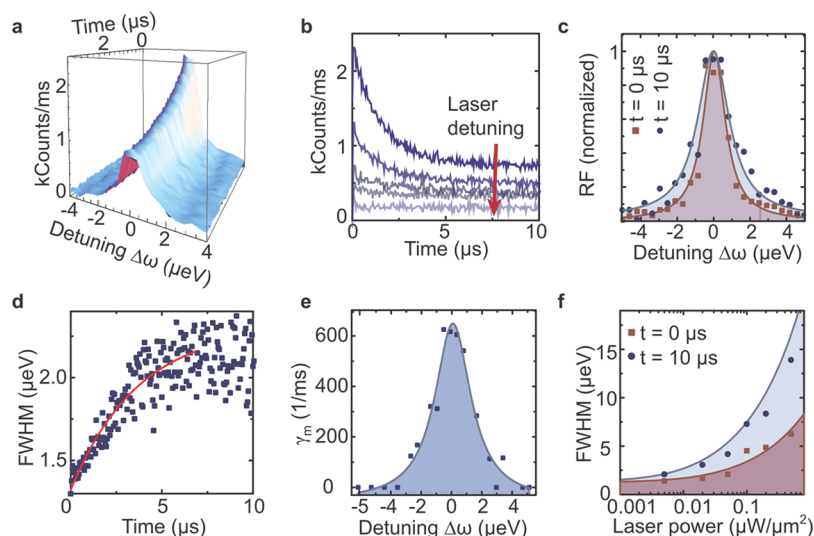 a
Time (µs)
2 0
kCounts/ms
2
1
0
-4 -2 0 2 4
Detuning Δω (µeV)
b
kCounts/ms
2
1
0
Laser
detuning
0 5 10
Time (µs)
c
RF (normalized)
1
t = 0 µs
t = 10 µs
-4 -2 0 2 4
Detuning Δω (µeV)
d
FWHM (µeV)
2.0
1.5
1.3
0 5 10
Time (µs)
e
γm (1/ms)
600
400
200
0
-5 -4 -2 0 2 4 5
Detuning Δω (µeV)
f
t = 0 µs
t = 10 µs
FWHM (µeV)
15
10
5
0
0.001 0.01 0.1
Laser power (µW/µm²)